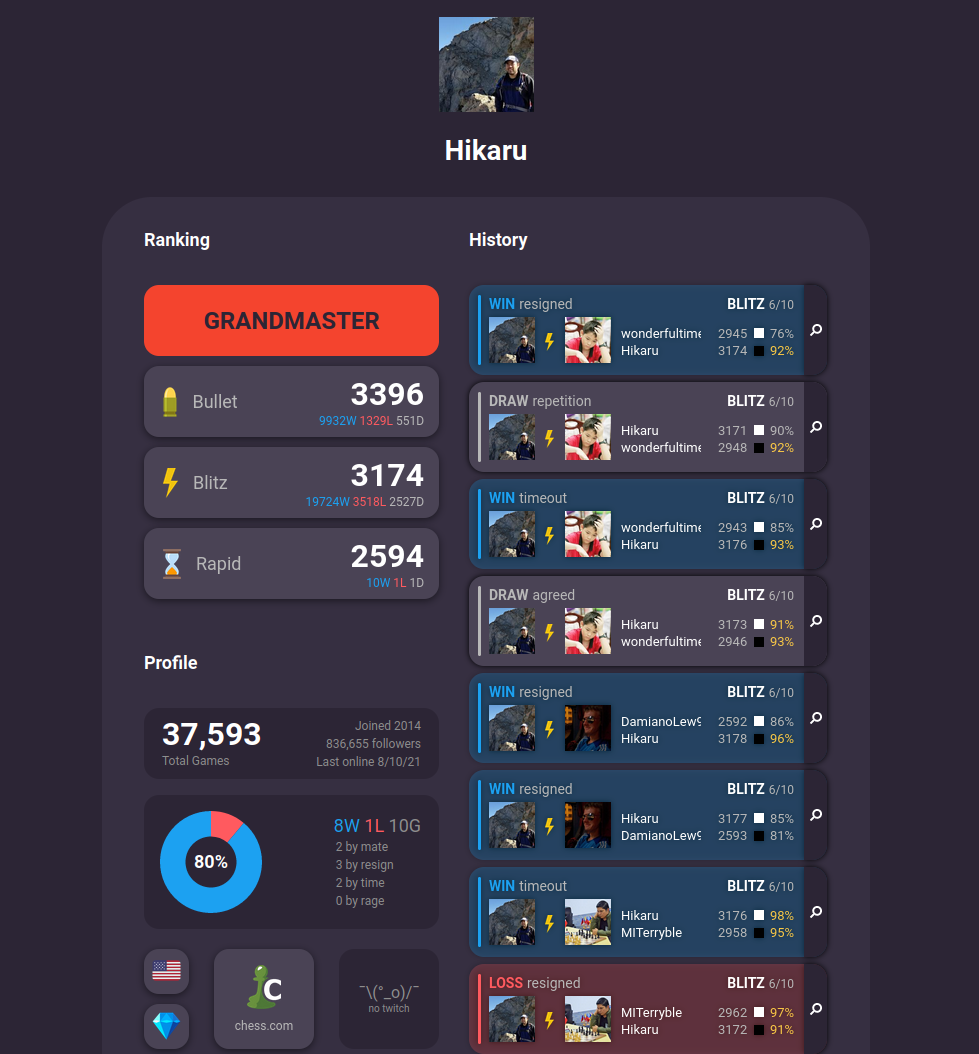 Hikaru
Ranking
GRANDMASTER
Bullet
3396
9932W 1329L 551D
Blitz
3174
19724W 3518L 2527D
Rapid
2594
10W 1L 1D
Profile
37,593
Total Games
Joined 2014
836,655 followers
Last online 8/10/21
80%
8W 1L 10G
2 by mate
3 by resign
2 by time
0 by rage
C
chess.com
¯\(°_o)/¯
no twitch
History
WIN resigned BLITZ 6/10
wonderfultime 2945 76%
Hikaru 3174 92%
DRAW repetition BLITZ 6/10
Hikaru 3171 90%
wonderfultime 2948 92%
WIN timeout BLITZ 6/10
wonderfultime 2943 85%
Hikaru 3176 93%
DRAW agreed BLITZ 6/10
Hikaru 3173 91%
wonderfultime 2946 93%
WIN resigned BLITZ 6/10
DamianoLew9 2592 86%
Hikaru 3178 96%
WIN resigned BLITZ 6/10
Hikaru 3177 85%
DamianoLew9 2593 81%
WIN timeout BLITZ 6/10
Hikaru 3176 98%
MITerryble 2958 95%
LOSS resigned BLITZ 6/10
MITerryble 2962 97%
Hikaru 3172 91%